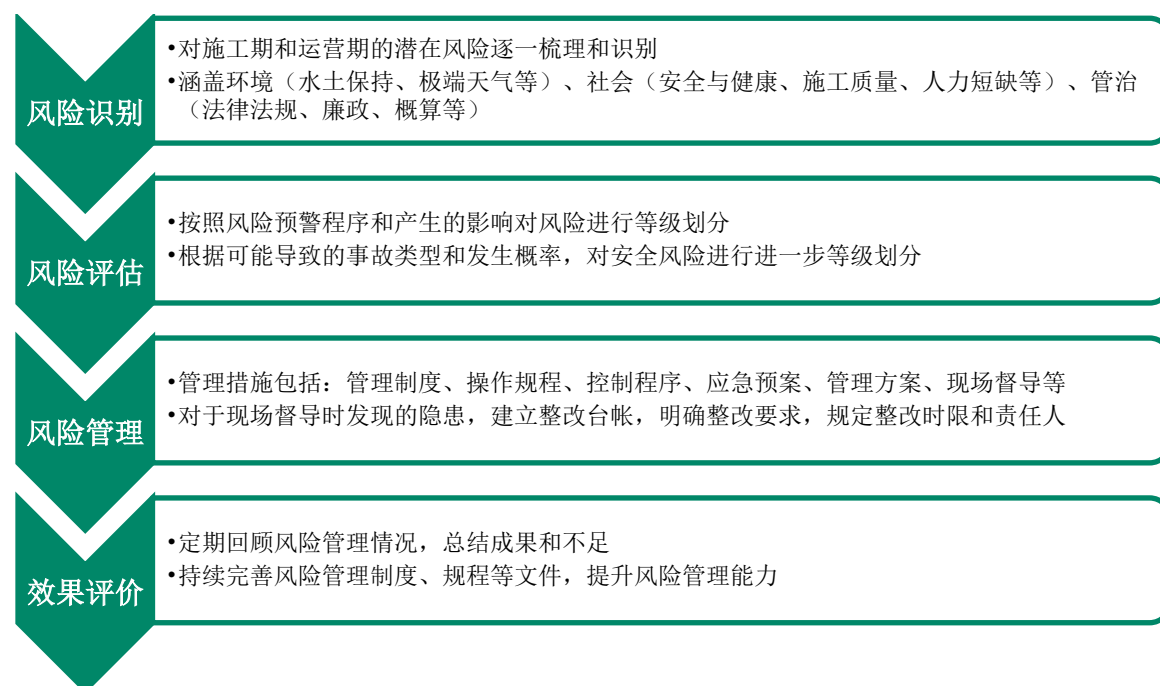 风险识别
•对施工期和运营期的潜在风险逐一梳理和识别
•涵盖环境（水土保持、极端天气等）、社会（安全与健康、施工质量、人力短缺等）、管治
（法律法规、廉政、概算等）
风险评估
•按照风险预警程序和产生的影响对风险进行等级划分
•根据可能导致的事故类型和发生概率，对安全风险进行进一步等级划分
风险管理
•管理措施包括：管理制度、操作规程、控制程序、应急预案、管理方案、现场督导等
•对于现场督导时发现的隐患，建立整改台帐，明确整改要求，规定整改时限和责任人
效果评价
•定期回顾风险管理情况，总结成果和不足
•持续完善风险管理制度、规程等文件，提升风险管理能力